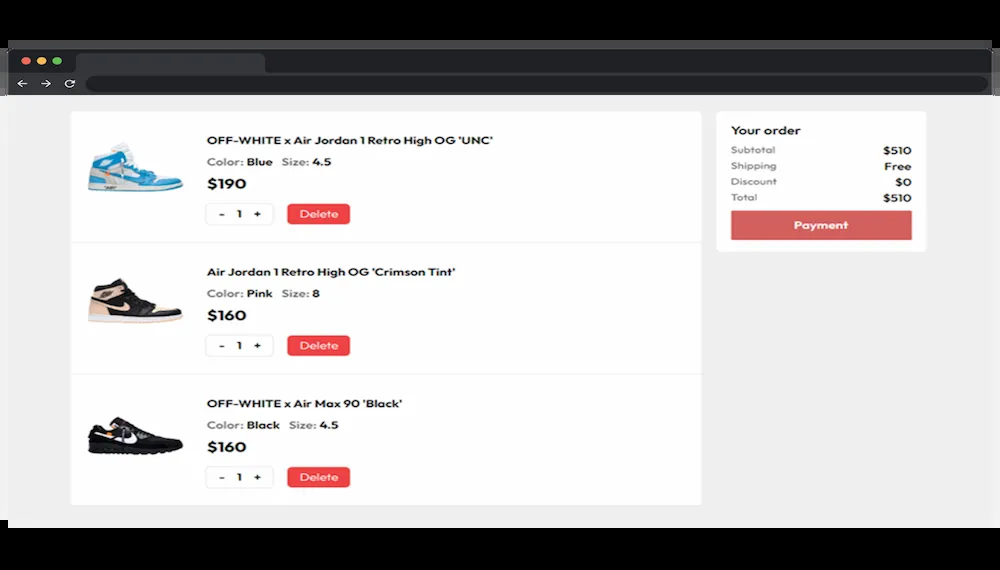 OFF-WHITE x Air Jordan 1 Retro High OG 'UNC'
Color: Blue Size: 4.5
$190
- 1 + Delete
Air Jordan 1 Retro High OG 'Crimson Tint'
Color: Pink Size: 8
$160
- 1 + Delete
OFF-WHITE x Air Max 90 'Black'
Color: Black Size: 4.5
$160
- 1 + Delete
Your order
Subtotal $510
Shipping Free
Discount $0
Total $510
Payment